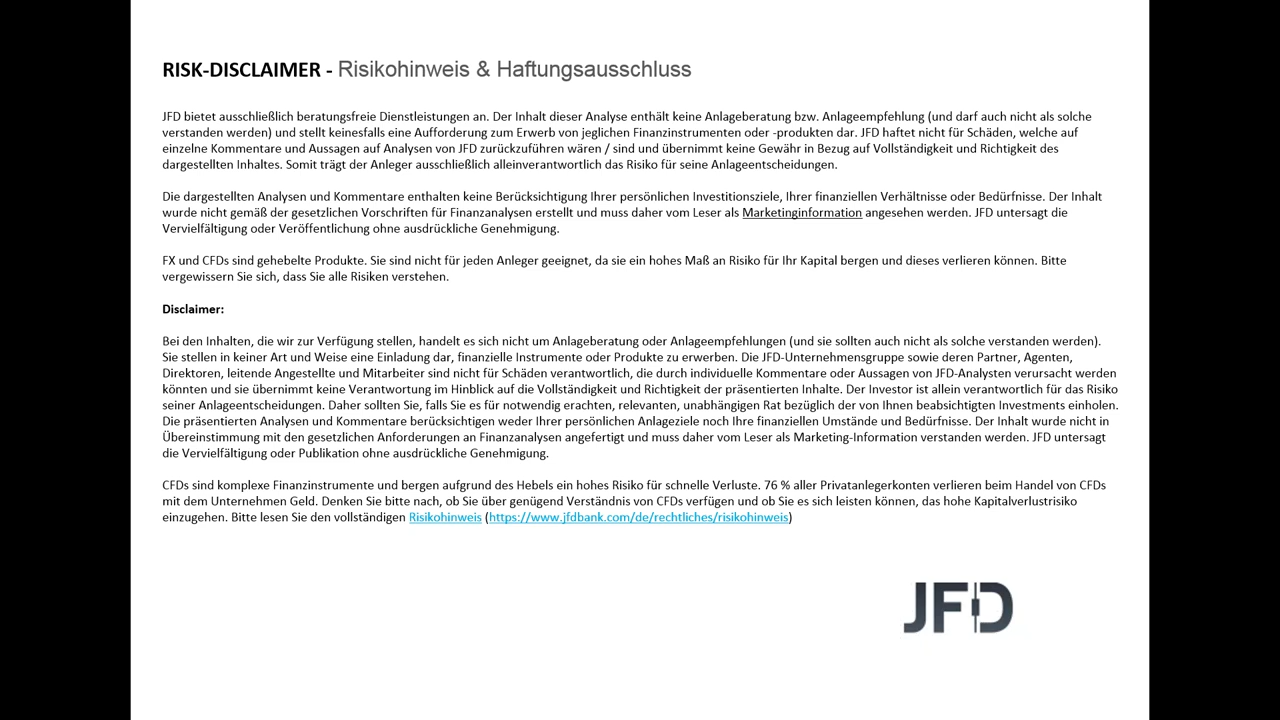 RISK-DISCLAIMER - Risikohinweis & Haftungsausschluss
JFD bietet ausschließlich beratungsfreie Dienstleistungen an. Der Inhalt dieser Analyse enthält keine Anlageberatung bzw. Anlageempfehlung (und darf auch nicht als solche
verstanden werden) und stellt keinesfalls eine Aufforderung zum Erwerb von jeglichen Finanzinstrumenten oder -produkten dar. JFD haftet nicht für Schäden, welche auf
einzelne Kommentare und Aussagen auf Analysen von JFD zurückzuführen wären / sind und übernimmt keine Gewähr in Bezug auf Vollständigkeit und Richtigkeit des
dargestellten Inhaltes. Somit trägt der Anleger ausschließlich alleinverantwortlich das Risiko für seine Anlageentscheidungen.
Die dargestellten Analysen und Kommentare enthalten keine Berücksichtigung Ihrer persönlichen Investitionsziele, Ihrer finanziellen Verhältnisse oder Bedürfnisse. Der Inhalt
wurde nicht gemäß der gesetzlichen Vorschriften für Finanzanalysen erstellt und muss daher vom Leser als Marketinginformation angesehen werden. JFD untersagt die
Vervielfältigung oder Veröffentlichung ohne ausdrückliche Genehmigung.
FX und CFDs sind gehebelte Produkte. Sie sind nicht für jeden Anleger geeignet, da sie ein hohes Maß an Risiko für Ihr Kapital bergen und dieses verlieren können. Bitte
vergewissern Sie sich, dass Sie alle Risiken verstehen.
Disclaimer:
Bei den Inhalten, die wir zur Verfügung stellen, handelt es sich nicht um Anlageberatung oder Anlageempfehlungen (und sie sollten auch nicht als solche verstanden werden).
Sie stellen in keiner Art und Weise eine Einladung dar, finanzielle Instrumente oder Produkte zu erwerben. Die JFD-Unternehmensgruppe sowie deren Partner, Agenten,
Direktoren, leitende Angestellte und Mitarbeiter sind nicht für Schäden verantwortlich, die durch individuelle Kommentare oder Aussagen von JFD-Analysten verursacht werden
könnten und sie übernimmt keine Verantwortung im Hinblick auf die Vollständigkeit und Richtigkeit der präsentierten Inhalte. Der Investor ist allein verantwortlich für das Risiko
seiner Anlageentscheidungen. Daher sollten Sie, falls Sie es für notwendig erachten, relevanten, unabhängigen Rat bezüglich der von Ihnen beabsichtigten Investments einholen.
Die präsentierten Analysen und Kommentare berücksichtigen weder Ihrer persönlichen Anlageziele noch Ihre finanziellen Umstände und Bedürfnisse. Der Inhalt wurde nicht in
Übereinstimmung mit den gesetzlichen Anforderungen an Finanzanalysen angefertigt und muss daher vom Leser als Marketing-Information verstanden werden. JFD untersagt
die Vervielfältigung oder Publikation ohne ausdrückliche Genehmigung.
CFDs sind komplexe Finanzinstrumente und bergen aufgrund des Hebels ein hohes Risiko für schnelle Verluste. 76 % aller Privatanlegerkonten verlieren beim Handel von CFDs
mit dem Unternehmen Geld. Denken Sie bitte nach, ob Sie über genügend Verständnis von CFDs verfügen und ob Sie es sich leisten können, das hohe Kapitalverlustrisiko
einzugehen. Bitte lesen Sie den vollständigen Risikohinweis (https://www.jfdbank.com/de/rechtliches/risikohinweis)
JFD